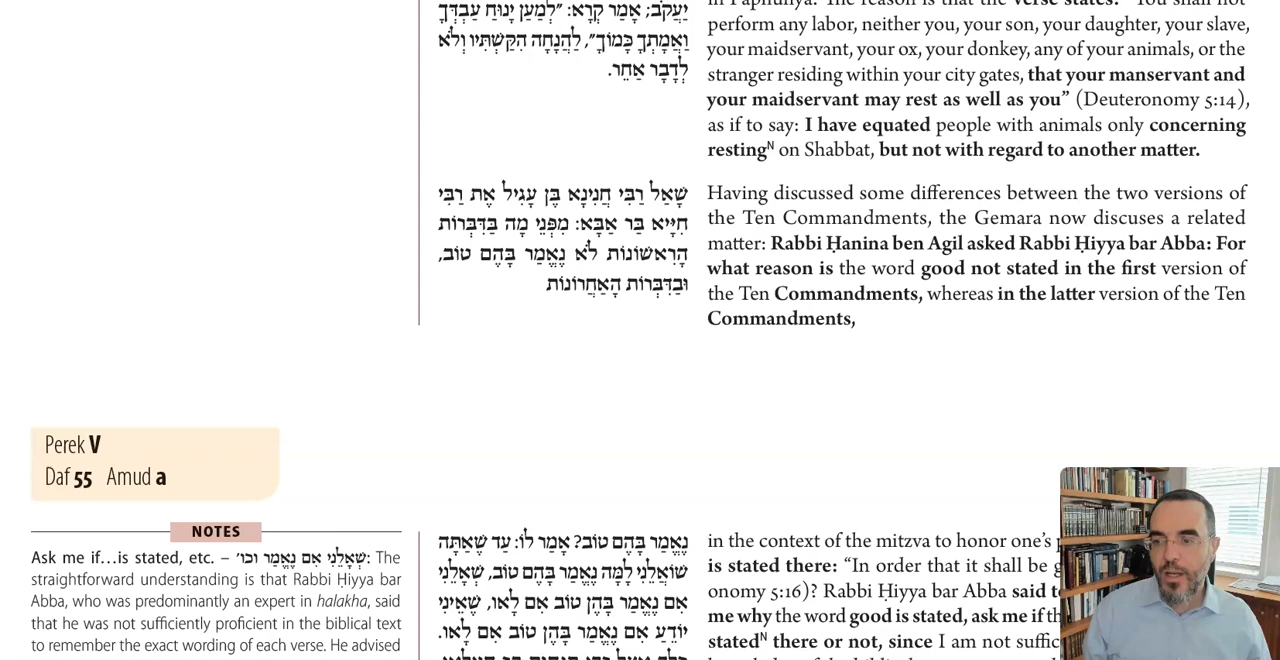 יַעֲקֹב; אָמַר קְרָא: ״לְמַעַן יָנוּחַ עַבְדְּךָ
וַאֲמָתְךָ כָּמוֹךָ״, לַהֲנָחָה הִקַּשְׁתִּיו וְלֹא
לְדָבָר אַחֵר.
verse states:
perform any labor, neither you, your son, your daughter, your slave,
your maidservant, your ox, your donkey, any of your animals, or the
stranger residing within your city gates, that your manservant and
your maidservant may rest as well as you” (Deuteronomy 5:14),
as if to say: I have equated people with animals only concerning
restingᴺ on Shabbat, but not with regard to another matter.
שָׁאַל רַבִּי חֲנִינָא בֶּן עָגִיל אֶת רַבִּי
חִיָּיא בַּר אַבָּא: מִפְּנֵי מָה בַּדִּבְּרוֹת
הָרִאשׁוֹנוֹת לֹא נֶאֱמַר בָּהֶם טוֹב,
וּבַדִּבְּרוֹת הָאַחֲרוֹנוֹת
Having discussed some differences between the two versions of
the Ten Commandments, the Gemara now discuses a related
matter: Rabbi Ḥanina ben Agil asked Rabbi Ḥiyya bar Abba: For
what reason is the word good not stated in the first version of
the Ten Commandments, whereas in the latter version of the Ten
Commandments,
Perek V
Daf 55 Amud a
NOTES
Ask me if…is stated, etc. – שְׁאָלֵנִי אִם נֶאֱמַר וכו׳: The
straightforward understanding is that Rabbi Ḥiyya bar
Abba, who was predominantly an expert in halakha, said
that he was not sufficiently proficient in the biblical text
to remember the exact wording of each verse. He advised
נֶאֱמַר בָּהֶם טוֹב? אָמַר לוֹ: עַד שֶׁאַתָּה
שׁוֹאֲלֵנִי לָמָּה נֶאֱמַר בָּהֶם טוֹב, שְׁאָלֵנִי
אִם נֶאֱמַר בָּהֶן טוֹב אִם לָאו, שֶׁאֵינִי
יוֹדֵעַ אִם נֶאֱמַר בָּהֶן טוֹב אִם לָאו.
in the context of the mitzva to honor one’s
is stated there: “In order that it shall be
onomy 5:16)? Rabbi Ḥiyya bar Abba said
me why the word good is stated, ask me if
statedᴺ there or not, since I am not